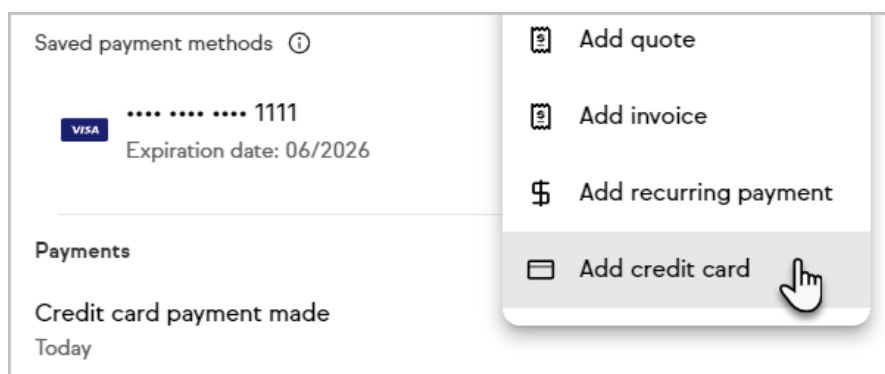 Saved payment methods
VISA
•••• •••• •••• 1111
Expiration date: 06/2026
Payments
Credit card payment made
Today
Add quote
Add invoice
Add recurring payment
Add credit card